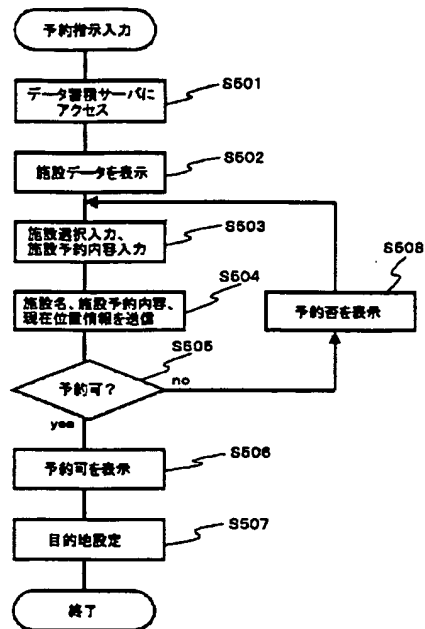 予約指示入力
S501
データ蓄積サーバに
アクセス
S502
施設データを表示
S503
施設選択入力、
施設予約内容入力
S508
予約否を表示
S504
施設名、施設予約内容、
現在位置情報を送信
S505
予約可?
no
yes
S506
予約可を表示
S507
目的地設定
終了